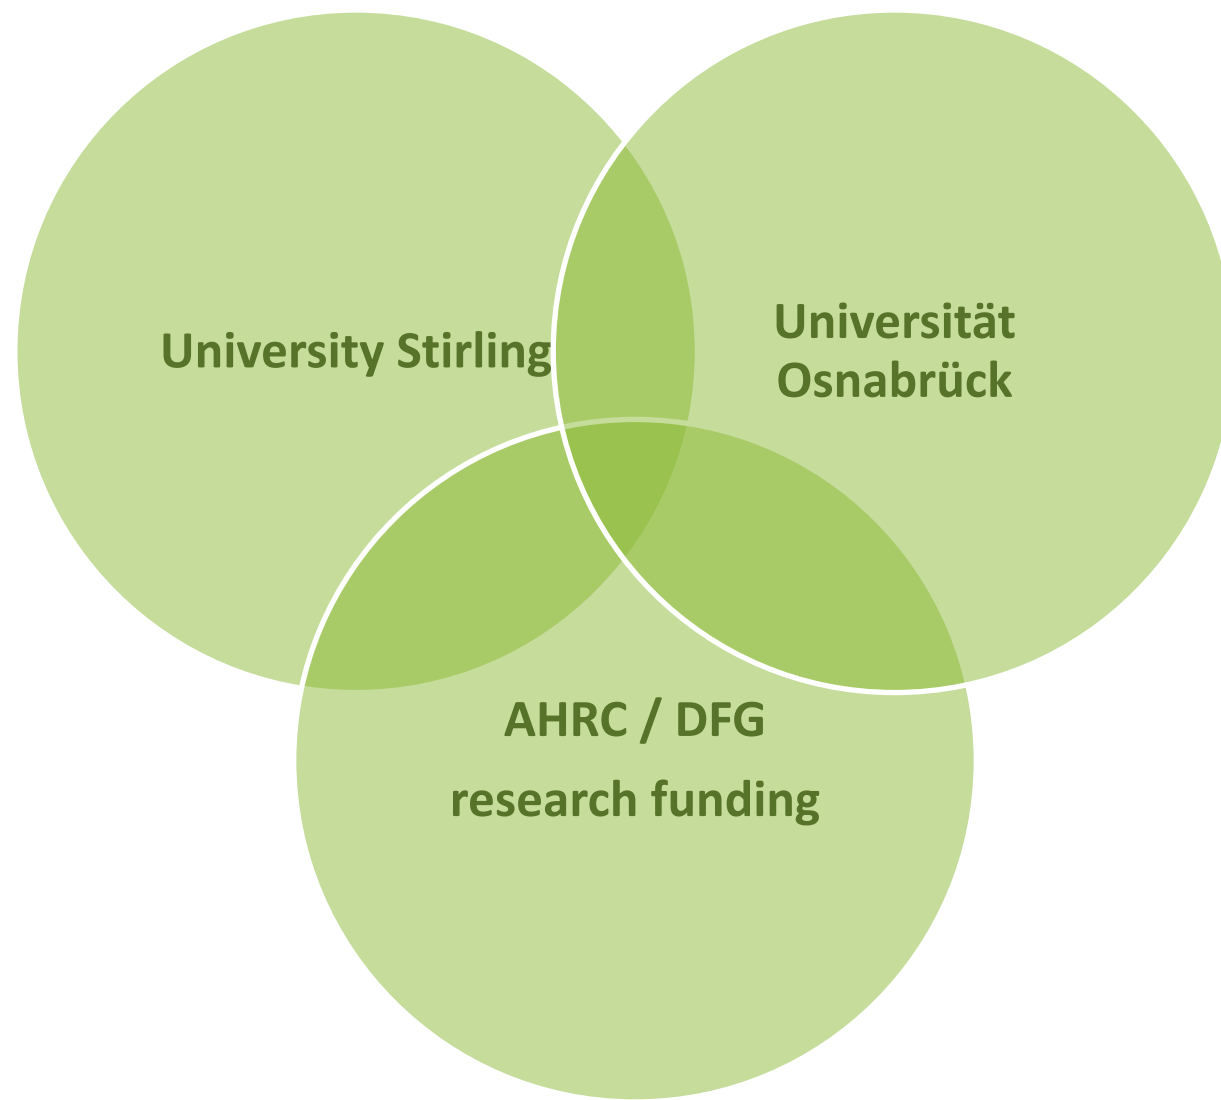 University Stirling
Universität
Osnabrück
AHRC / DFG
research funding